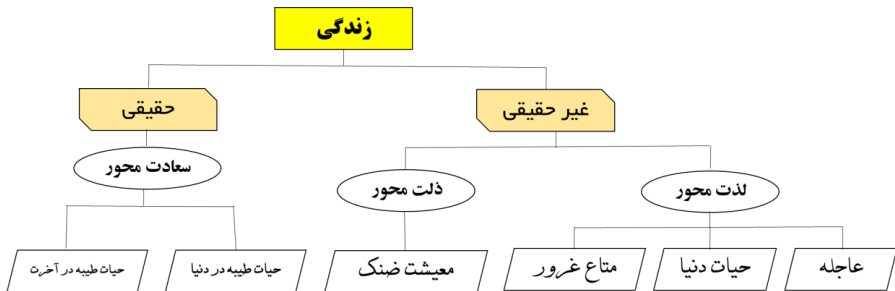 زندگی
غیر حقیقی
حقیقی
لذت محور
ذلت محور
سعادت محور
عاجله
حیات دنیا
متاع غرور
معیشت ضنک
حیات طیبه در دنیا
حیات طیبه در آخرت